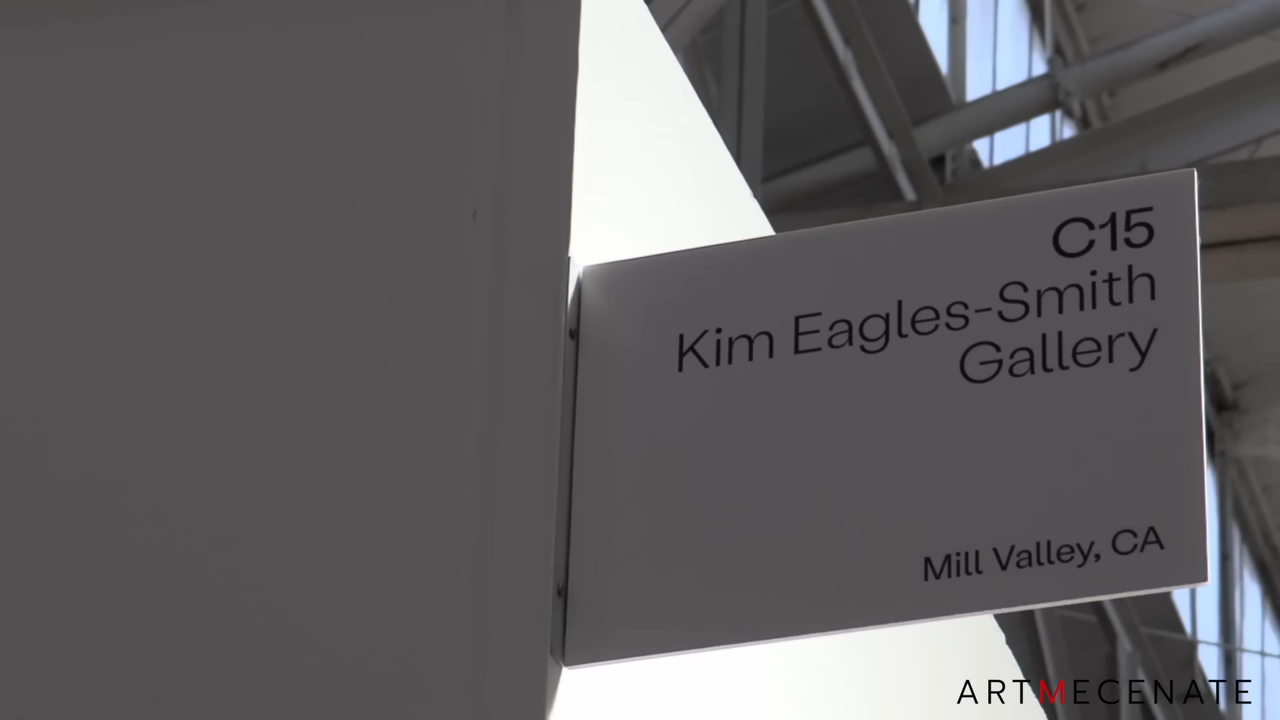 C15
Kim Eagles-Smith
Gallery
Mill Valley, CA
ARTMECENATE